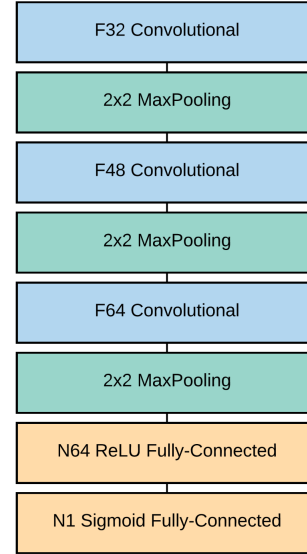 F32 Convolutional
2x2 MaxPooling
F48 Convolutional
2x2 MaxPooling
F64 Convolutional
2x2 MaxPooling
N64 ReLU Fully-Connected
N1 Sigmoid Fully-Connected